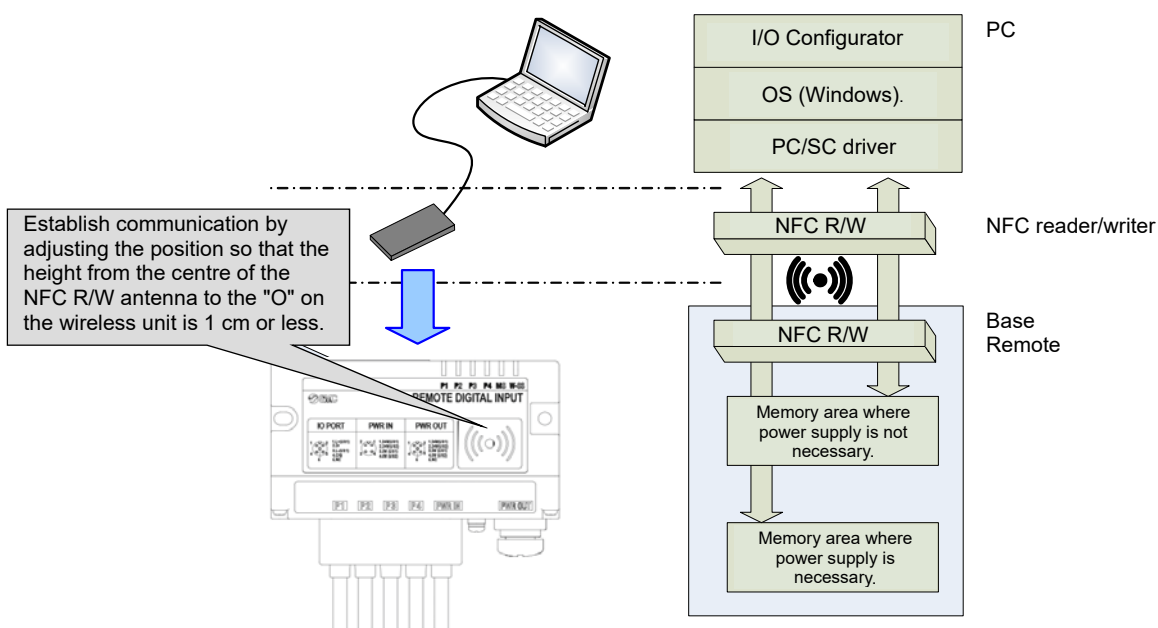 I/O Configurator
PC
OS (Windows).
PC/SC driver
Establish communication by
adjusting the position so that the
height from the centre of the
NFC R/W antenna to the "O" on
the wireless unit is 1 cm or less.
NFC R/W
NFC reader/writer
NFC R/W
Base
Remote
Memory area where
power supply is not
necessary.
Memory area where
power supply is
necessary.
P1 P2 P3 P4 MS W-SS
SMC
REMOTE DIGITAL INPUT
IO PORT PWR IN PWR OUT
P1 P2 P3 P4 PWR IN PWR OUT